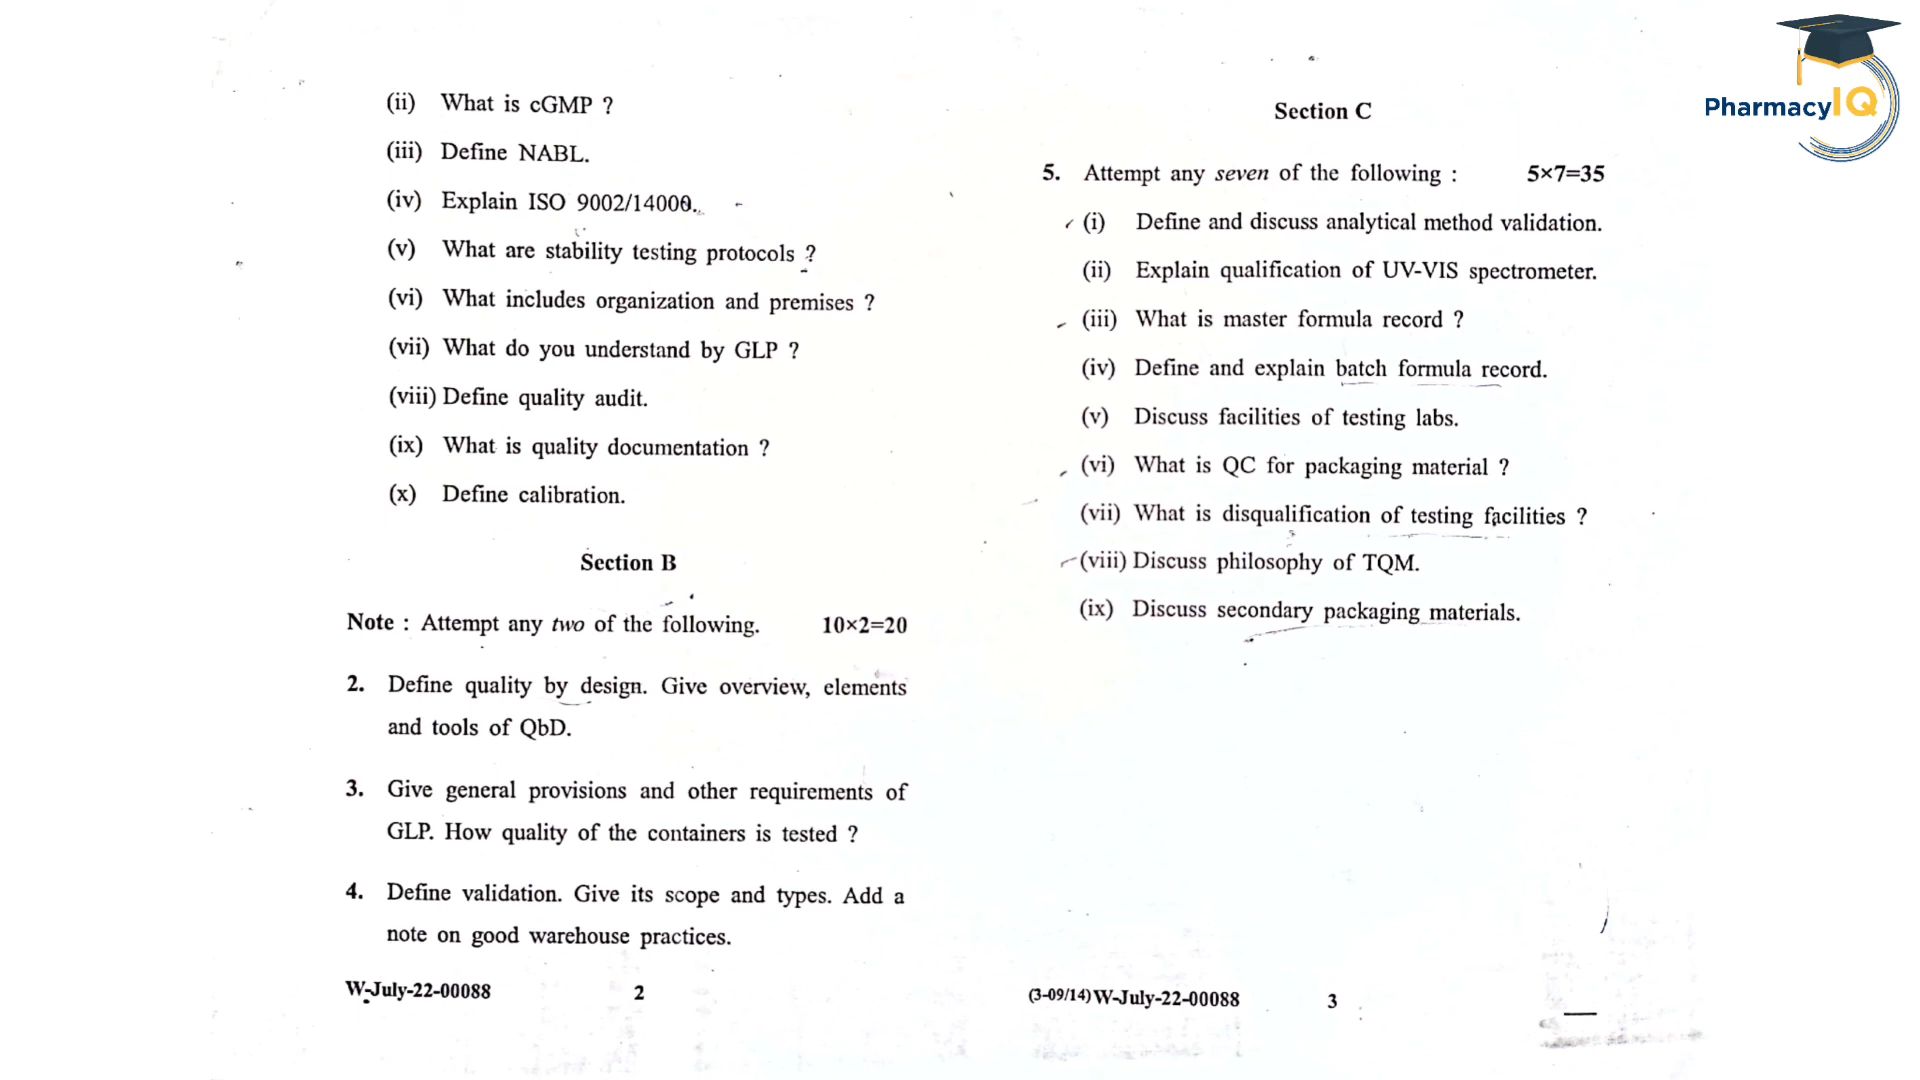 (ii) What is cGMP ?
(iii) Define NABL.
(iv) Explain ISO 9002/14000.
(v) What are stability testing protocols ?
(vi) What includes organization and premises ?
(vii) What do you understand by GLP ?
(viii) Define quality audit.
(ix) What is quality documentation ?
(x) Define calibration.
Section B
Note : Attempt any two of the following. 10×2=20
2. Define quality by design. Give overview, elements
and tools of QbD.
3. Give general provisions and other requirements of
GLP. How quality of the containers is tested ?
4. Define validation. Give its scope and types. Add a
note on good warehouse practices.
W-July-22-00088 2
Section C
5. Attempt any seven of the following : 5×7=35
(i) Define and discuss analytical method validation.
(ii) Explain qualification of UV-VIS spectrometer.
(iii) What is master formula record ?
(iv) Define and explain batch formula record.
(v) Discuss facilities of testing labs.
(vi) What is QC for packaging material ?
(vii) What is disqualification of testing facilities ?
(viii) Discuss philosophy of TQM.
(ix) Discuss secondary packaging materials.
(3-09/14)W-July-22-00088 3
PharmacyIQ